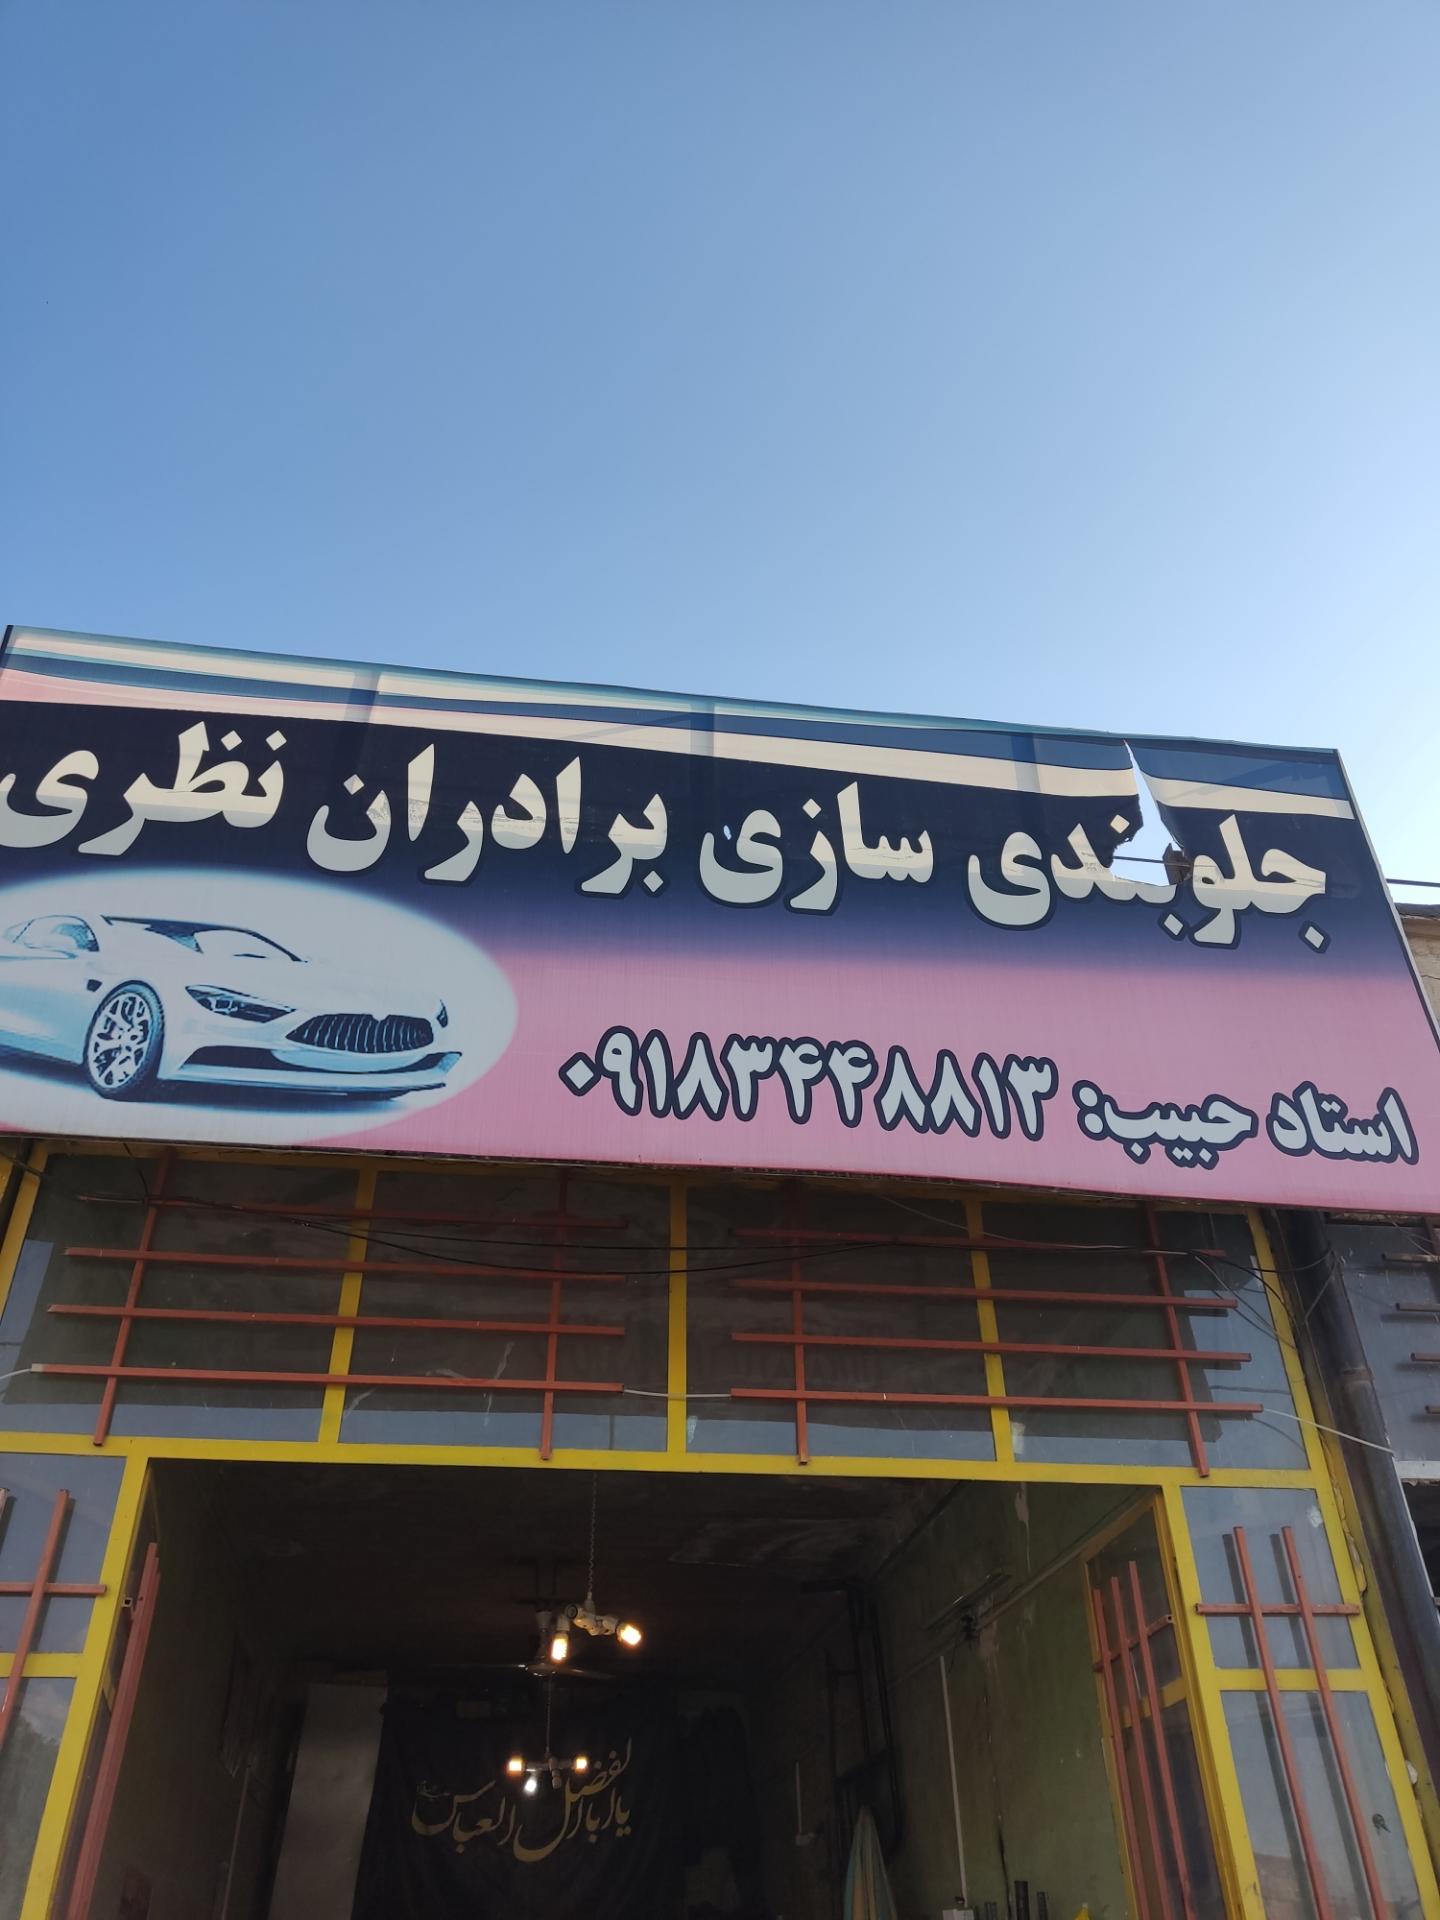 جلوبندی سازی برادران نظری
استاد حبیب: ۰۹۱۸۳۴۴۸۸۱۳
یا اباالفضل العباس